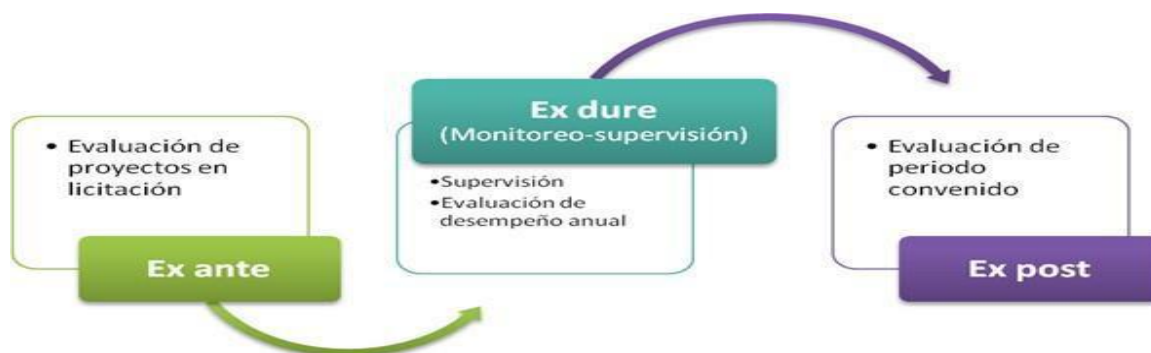 • Evaluación de
proyectos en
licitación
Ex ante
Ex dure
(Monitoreo-supervisión)
•Supervisión
•Evaluación de
desempeño anual
• Evaluación de
periodo
convenido
Ex post